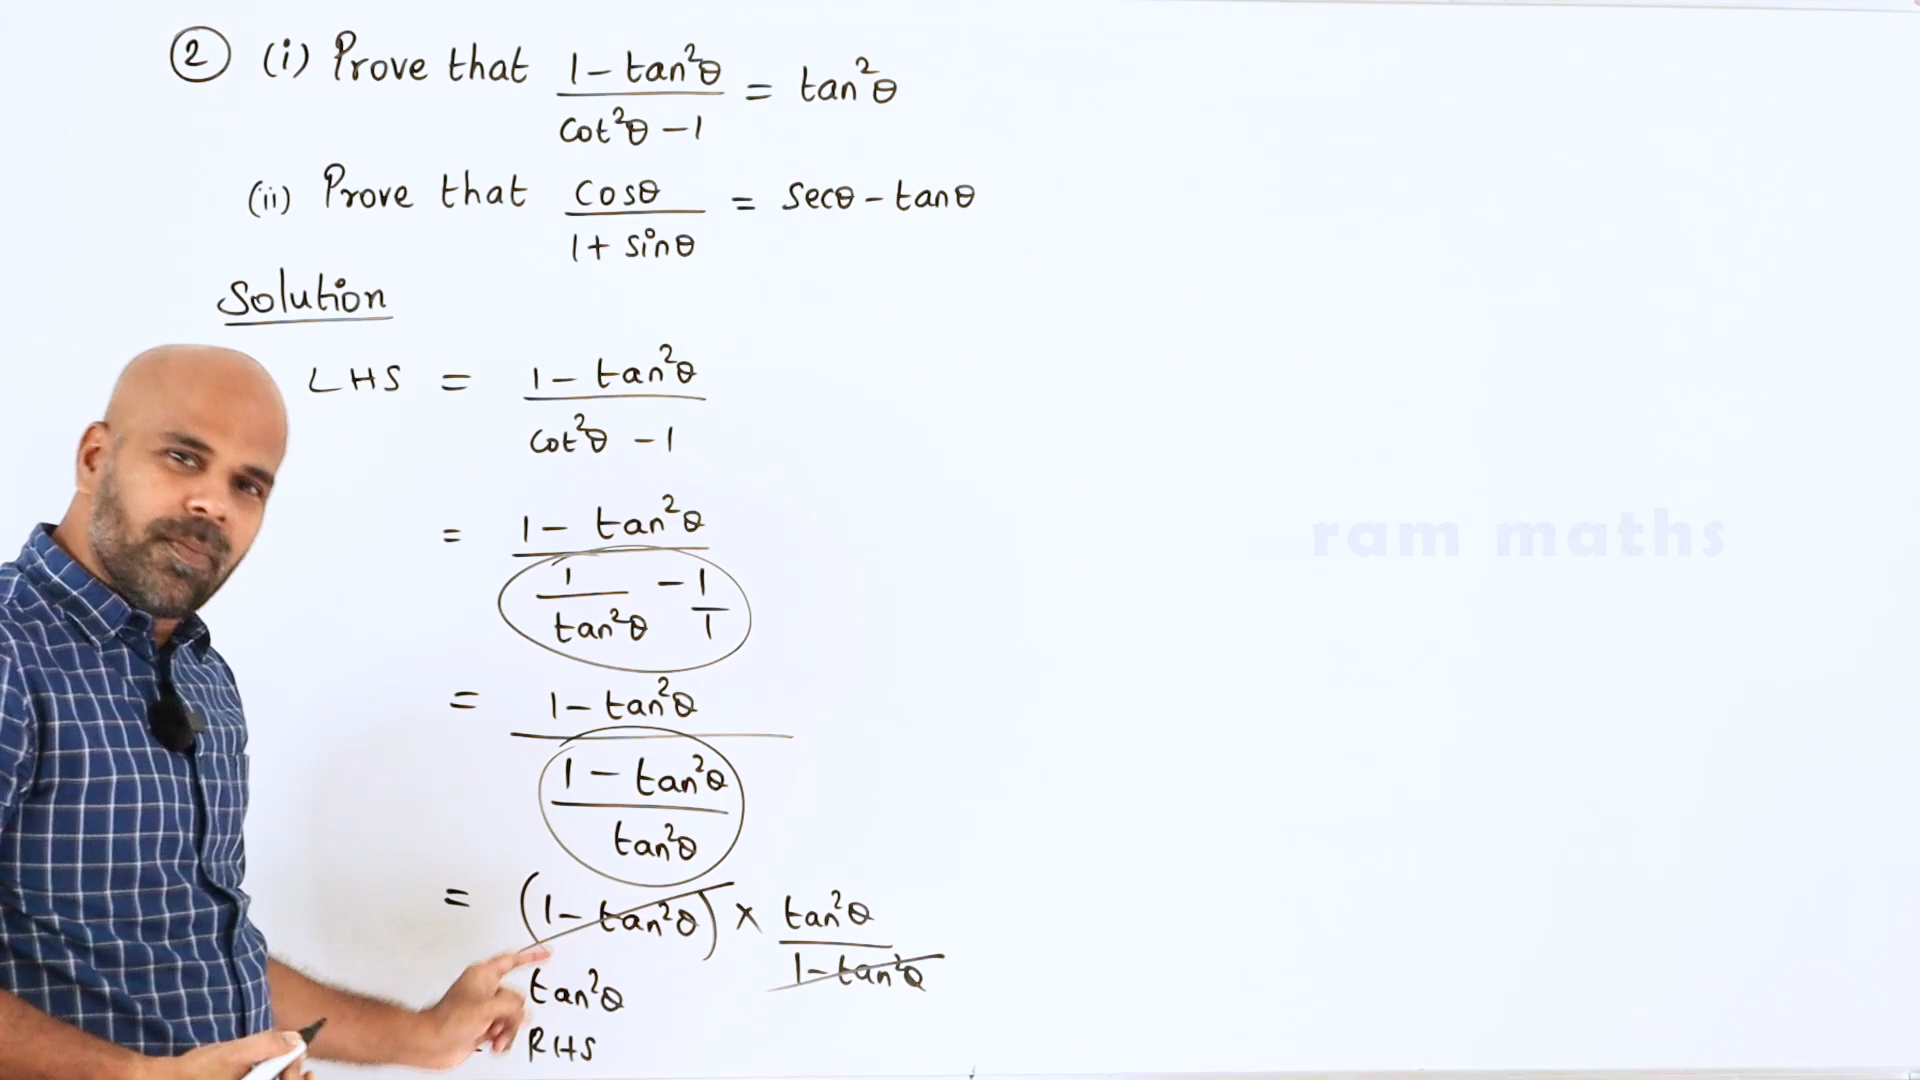 2 (i) Prove that (1 - tan²θ)/(cot²θ - 1) = tan²θ
(ii) Prove that cosθ/(1 + sinθ) = secθ - tanθ
Solution
LHS = (1 - tan²θ)/(cot²θ - 1)
= (1 - tan²θ)/(1/tan²θ - 1/1)
= (1 - tan²θ)/((1 - tan²θ)/tan²θ)
= (1 - tan²θ) × tan²θ/(1 - tan²θ)
tan²θ
RHS
ram maths